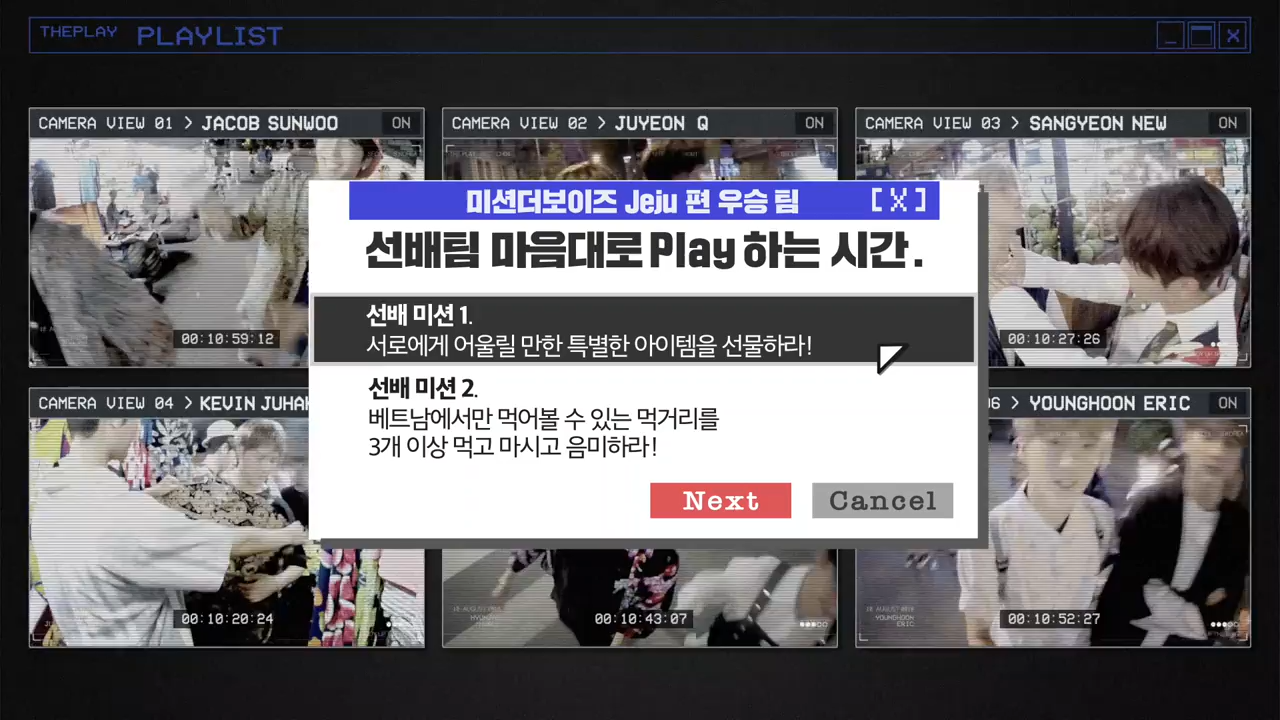 THEPLAY PLAYLIST
CAMERA VIEW 01 > JACOB SUNWOO ON
CAMERA VIEW 02 > JUYEON Q ON
CAMERA VIEW 03 > SANGYEON NEW ON
미션더보이즈 Jeju 편 우승 팀 [X]
선배팀 마음대로 Play 하는 시간.
선배 미션 1.
서로에게 어울릴 만한 특별한 아이템을 선물하라!
선배 미션 2.
베트남에서만 먹어볼 수 있는 먹거리를
3개 이상 먹고 마시고 음미하라!
Next Cancel
00:10:59:12
00:10:27:26
CAMERA VIEW 04 > KEVIN
> YOUNGHOON ERIC ON
00:10:20:24
00:10:43:07
00:10:52:27
YOUNGHOON
ERIC